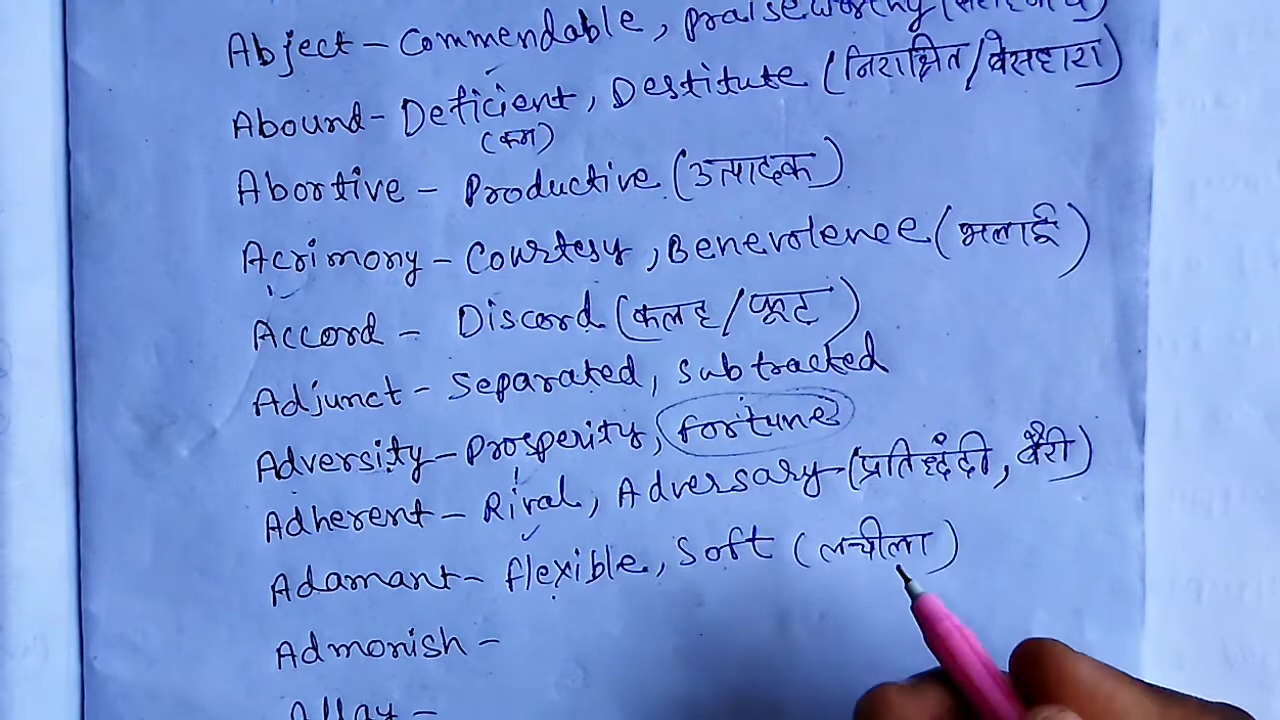 Abject - Commendable, praiseworthy
Abound - Deficient, Destitute (निराश्रित/बेसहारा)
(कम)
Abortive - Productive (उत्पादक)
Acrimony - Courtesy, Benevolence (भलाई)
Accord - Discord (कलह/फूट)
Adjunct - Separated, subtracted
Adversity - Prosperity, fortune
Adherent - Rival, Adversary - (प्रतिद्वंदी, वैरी)
Adamant - flexible, Soft (लचीला)
Admonish -
Allay -